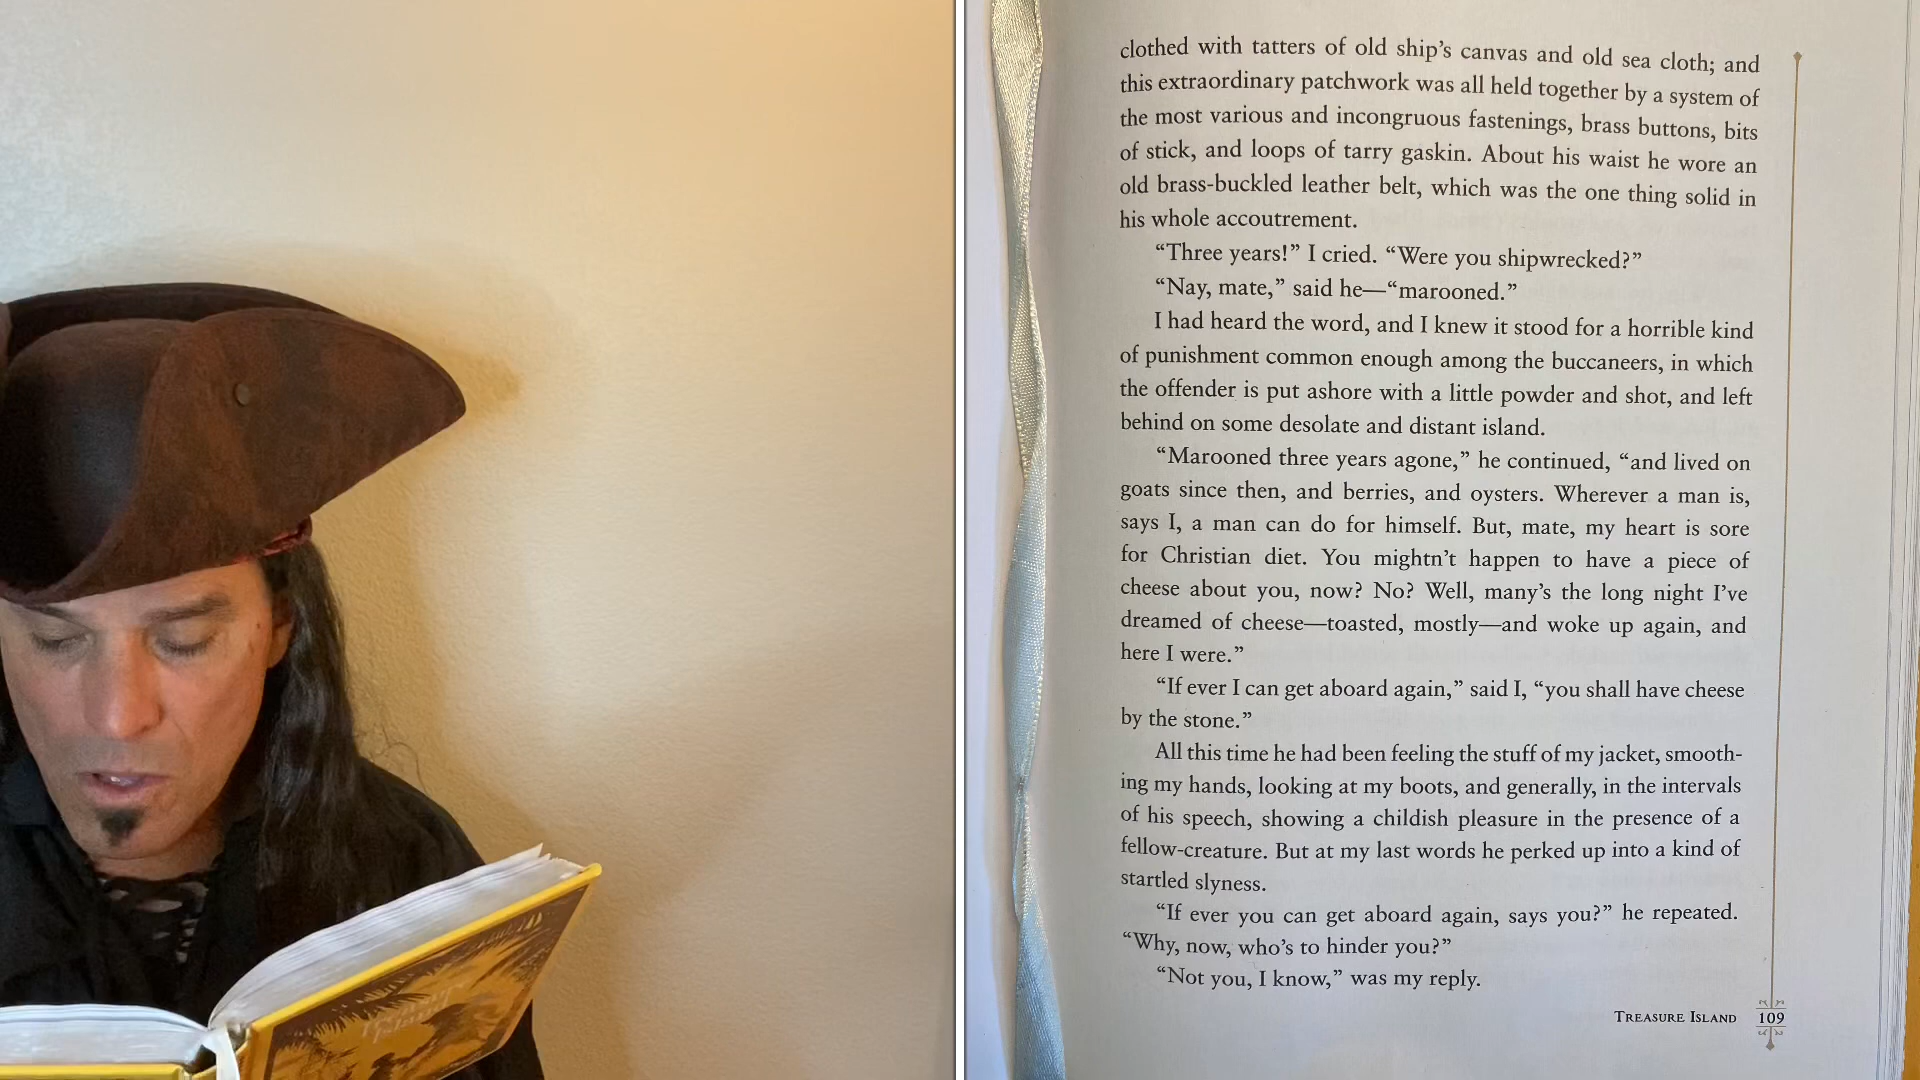 clothed with tatters of old ship’s canvas and old sea cloth; and
this extraordinary patchwork was all held together by a system of
the most various and incongruous fastenings, brass buttons, bits
of stick, and loops of tarry gaskin. About his waist he wore an
old brass-buckled leather belt, which was the one thing solid in
his whole accoutrement.
“Three years!” I cried. “Were you shipwrecked?”
“Nay, mate,” said he—“marooned.”
I had heard the word, and I knew it stood for a horrible kind
of punishment common enough among the buccaneers, in which
the offender is put ashore with a little powder and shot, and left
behind on some desolate and distant island.
“Marooned three years agone,” he continued, “and lived on
goats since then, and berries, and oysters. Wherever a man is,
says I, a man can do for himself. But, mate, my heart is sore
for Christian diet. You mightn’t happen to have a piece of
cheese about you, now? No? Well, many’s the long night I’ve
dreamed of cheese—toasted, mostly—and woke up again, and
here I were.”
“If ever I can get aboard again,” said I, “you shall have cheese
by the stone.”
All this time he had been feeling the stuff of my jacket, smooth-
ing my hands, looking at my boots, and generally, in the intervals
of his speech, showing a childish pleasure in the presence of a
fellow-creature. But at my last words he perked up into a kind of
startled slyness.
“If ever you can get aboard again, says you?” he repeated.
“Why, now, who’s to hinder you?”
“Not you, I know,” was my reply.
TREASURE ISLAND 109